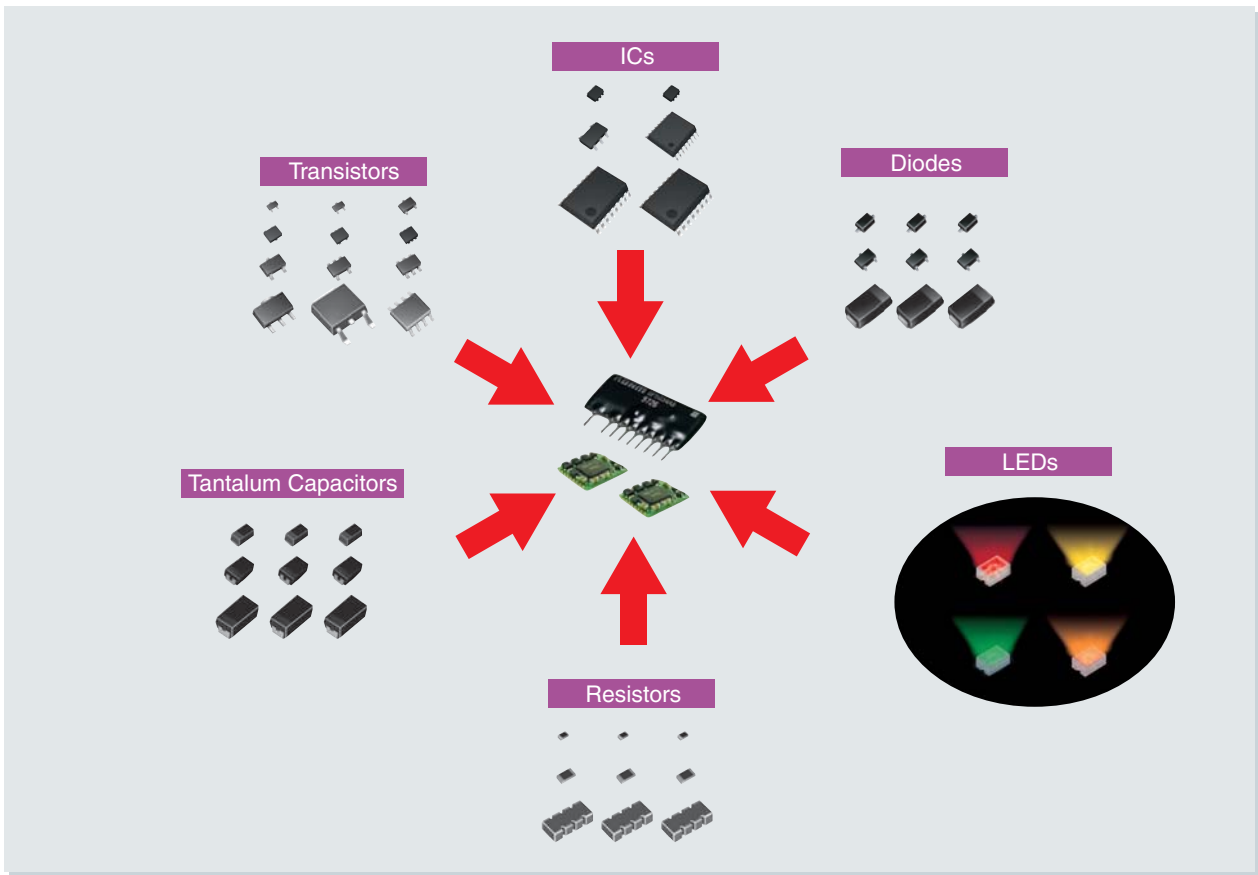 ICs
Transistors
Diodes
Tantalum Capacitors
LEDs
Resistors